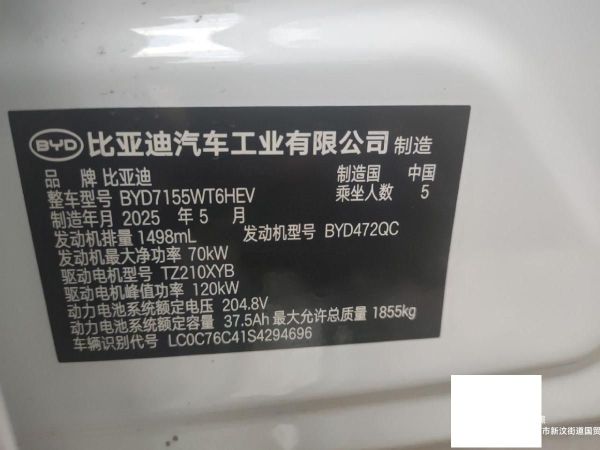 BYD 比亚迪汽车工业有限公司 制造
品 牌 比亚迪 制造国 中国
整车型号 BYD7155WT6HEV 乘坐人数 5
制造年月 2025 年 5 月
发动机排量 1498mL 发动机型号 BYD472QC
发动机最大净功率 70kW
驱动电机型号 TZ210XYB
驱动电机峰值功率 120kW
动力电池系统额定电压 204.8V
动力电池系统额定容量 37.5Ah 最大允许总质量 1855kg
车辆识别代号 LC0C76C41S4294696
市新汶街道国贸